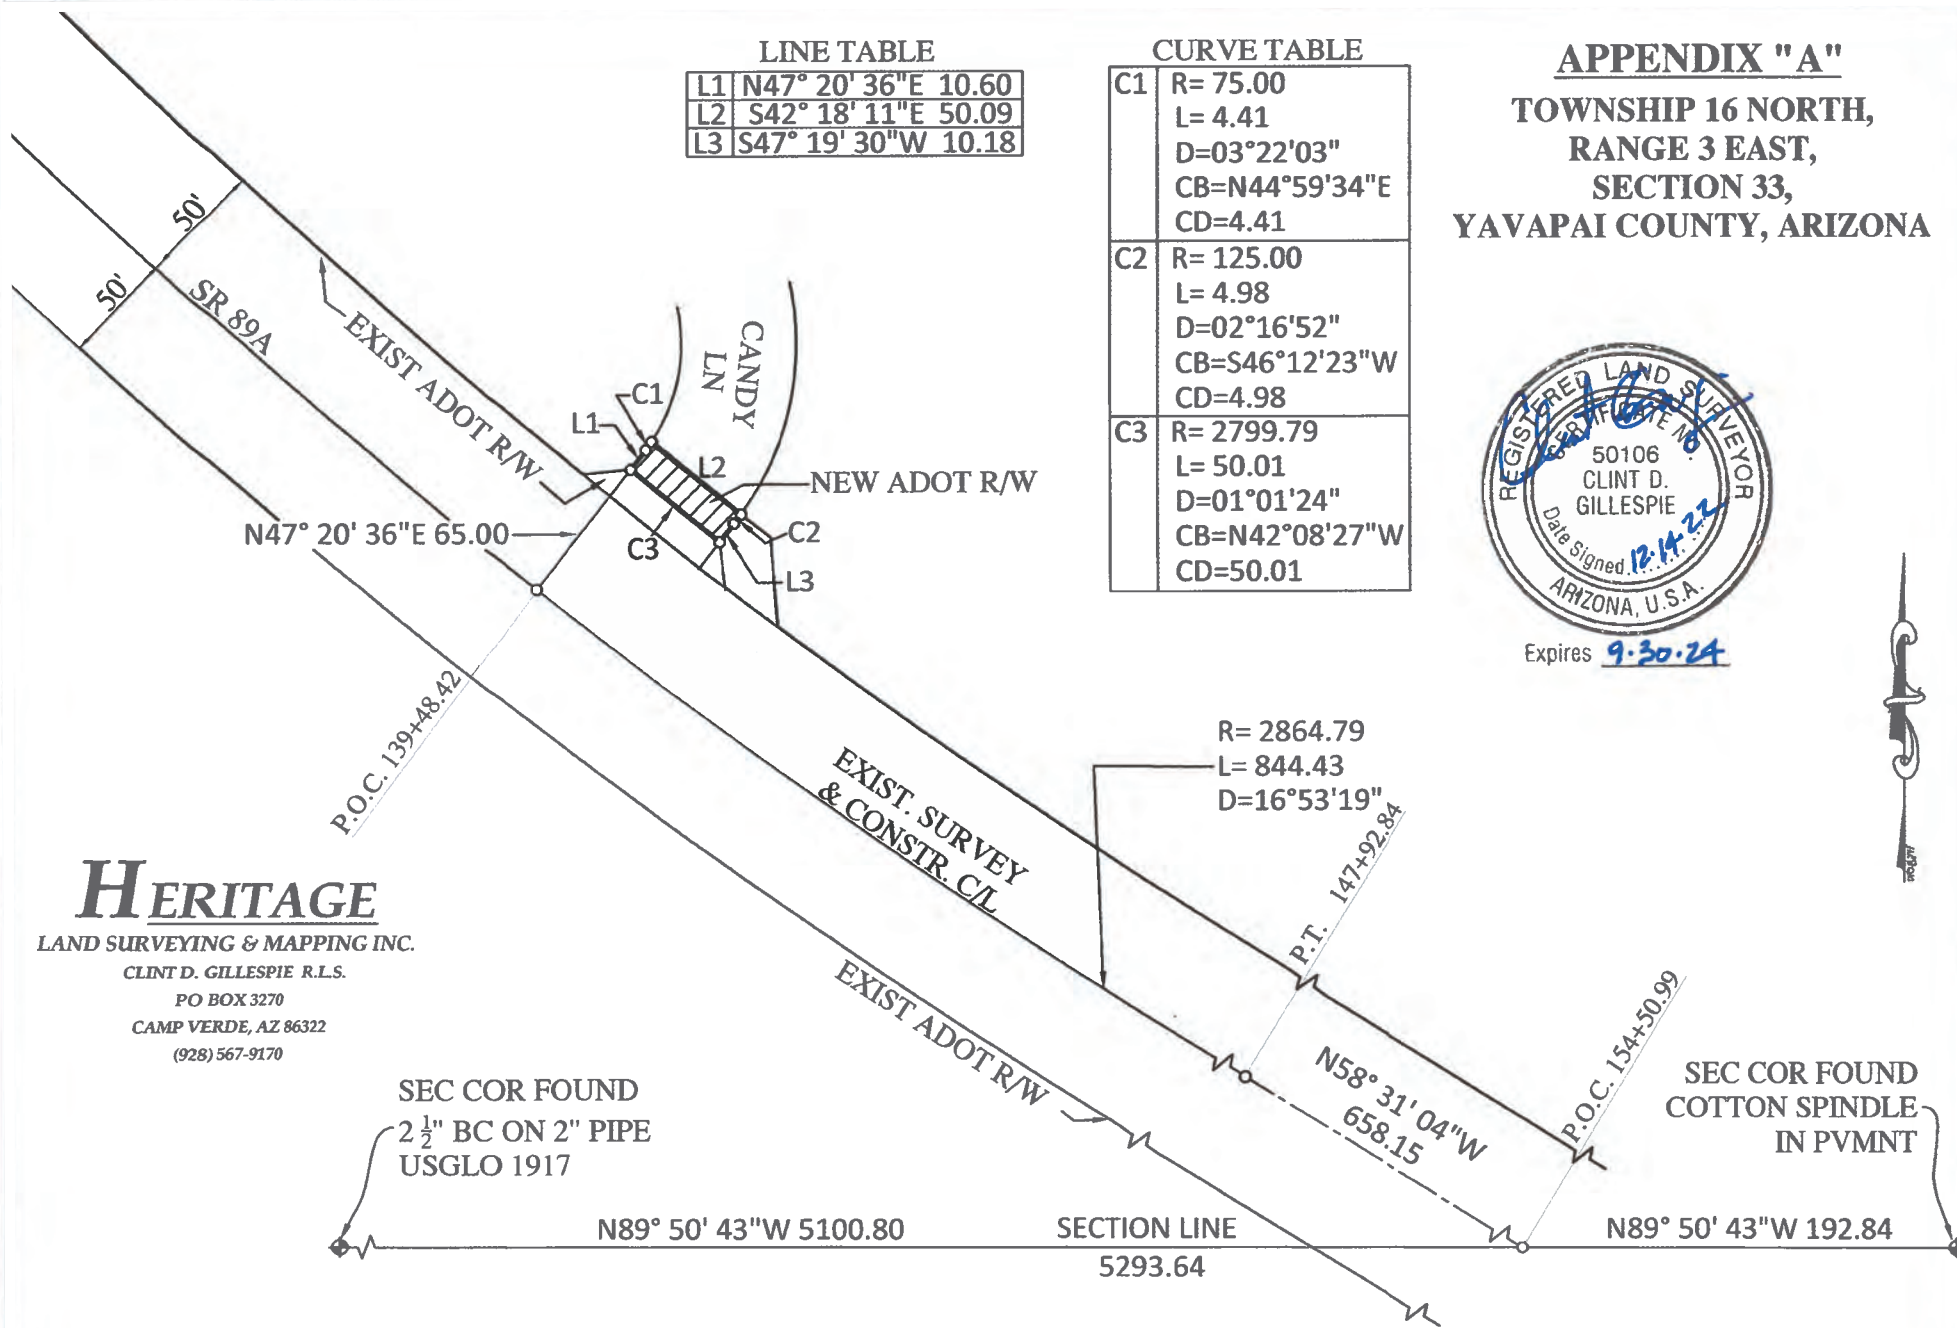 LINE TABLE
L1 N47° 20' 36"E 10.60
L2 S42° 18' 11"E 50.09
L3 S47° 19' 30"W 10.18
CURVE TABLE
C1 R= 75.00
L= 4.41
D=03°22'03"
CB=N44°59'34"E
CD=4.41
C2 R= 125.00
L= 4.98
D=02°16'52"
CB=S46°12'23"W
CD=4.98
C3 R= 2799.79
L= 50.01
D=01°01'24"
CB=N42°08'27"W
CD=50.01
APPENDIX "A"
TOWNSHIP 16 NORTH,
RANGE 3 EAST,
SECTION 33,
YAVAPAI COUNTY, ARIZONA
REGISTERED LAND SURVEYOR
CERTIFICATE NO.
50106
CLINT D.
GILLESPIE
Date Signed 12.14.22
ARIZONA, U.S.A.
Expires 9.30.24
50'
50'
SR 89A
EXIST ADOT R/W
CANDY
LN
C1
L1
L2
NEW ADOT R/W
C2
C3
L3
N47° 20' 36"E 65.00
P.O.C. 139+48.42
EXIST. SURVEY
& CONSTR. C/L
R= 2864.79
L= 844.43
D=16°53'19"
P.T. 147+92.84
EXIST ADOT R/W
N58° 31' 04"W
658.15
P.O.C. 154+50.99
HERITAGE
LAND SURVEYING & MAPPING INC.
CLINT D. GILLESPIE R.L.S.
PO BOX 3270
CAMP VERDE, AZ 86322
(928) 567-9170
SEC COR FOUND
2 1/2" BC ON 2" PIPE
USGLO 1917
SEC COR FOUND
COTTON SPINDLE
IN PVMNT
N89° 50' 43"W 5100.80
SECTION LINE
5293.64
N89° 50' 43"W 192.84